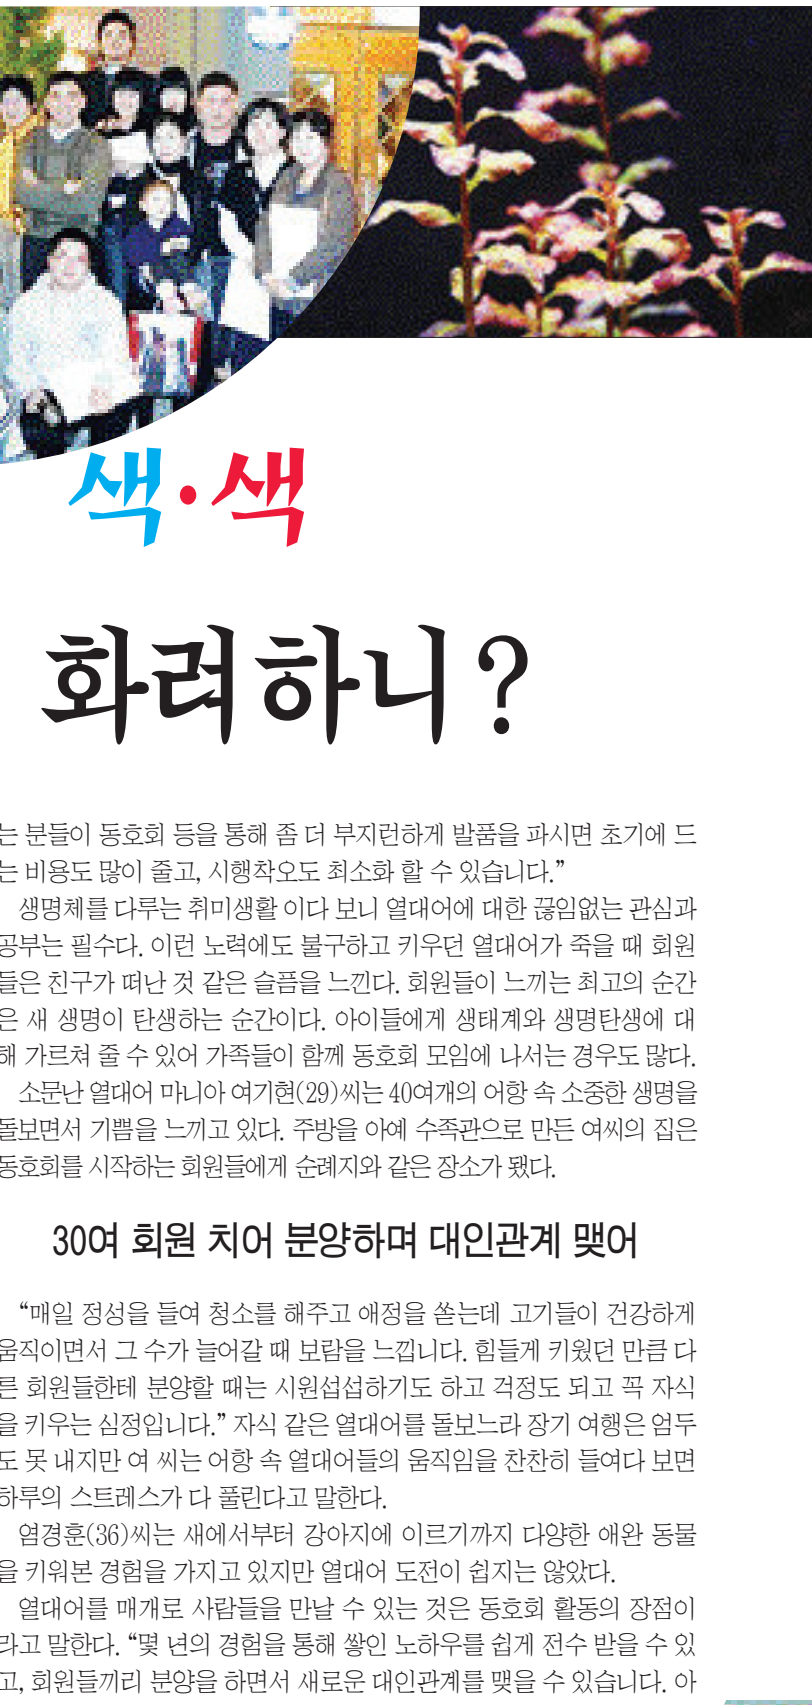 색·색
화려하니?
는 분들이 동호회 등을 통해 좀 더 부지런하게 발품을 파시면 초기에 드
는 비용도 많이 줄고, 시행착오도 최소화 할 수 있습니다.”
생명체를 다루는 취미생활 이다 보니 열대어에 대한 끊임없는 관심과
공부는 필수다. 이런 노력에도 불구하고 키우던 열대어가 죽을 때 회원
들은 친구가 떠난 것 같은 슬픔을 느낀다. 회원들이 느끼는 최고의 순간
은 새 생명이 탄생하는 순간이다. 아이들에게 생태계와 생명탄생에 대
해 가르쳐 줄 수 있어 가족들이 함께 동호회 모임에 나서는 경우도 많다.
소문난 열대어 마니아 여기현(29)씨는 40여개의 어항 속 소중한 생명을
돌보면서 기쁨을 느끼고 있다. 주방을 아예 수족관으로 만든 여씨의 집은
동호회를 시작하는 회원들에게 순례지와 같은 장소가 됐다.
30여 회원 치어 분양하며 대인관계 맺어
“매일 정성을 들여 청소를 해주고 애정을 쏟는데 고기들이 건강하게
움직이면서 그 수가 늘어갈 때 보람을 느낍니다. 힘들게 키웠던 만큼 다
른 회원들한테 분양할 때는 시원섭섭하기도 하고 걱정도 되고 꼭 자식
을 키우는 심정입니다.” 자식 같은 열대어를 돌보느라 장기 여행은 엄두
도 못 내지만 여 씨는 어항 속 열대어들의 움직임을 찬찬히 들여다 보면
하루의 스트레스가 다 풀린다고 말한다.
염경훈(36)씨는 새에서부터 강아지에 이르기까지 다양한 애완 동물
을 키워본 경험을 가지고 있지만 열대어 도전이 쉽지는 않았다.
열대어를 매개로 사람들을 만날 수 있는 것은 동호회 활동의 장점이
라고 말한다. “몇 년의 경험을 통해 쌓인 노하우를 쉽게 전수 받을 수 있
고, 회원들끼리 분양을 하면서 새로운 대인관계를 맺을 수 있습니다. 아